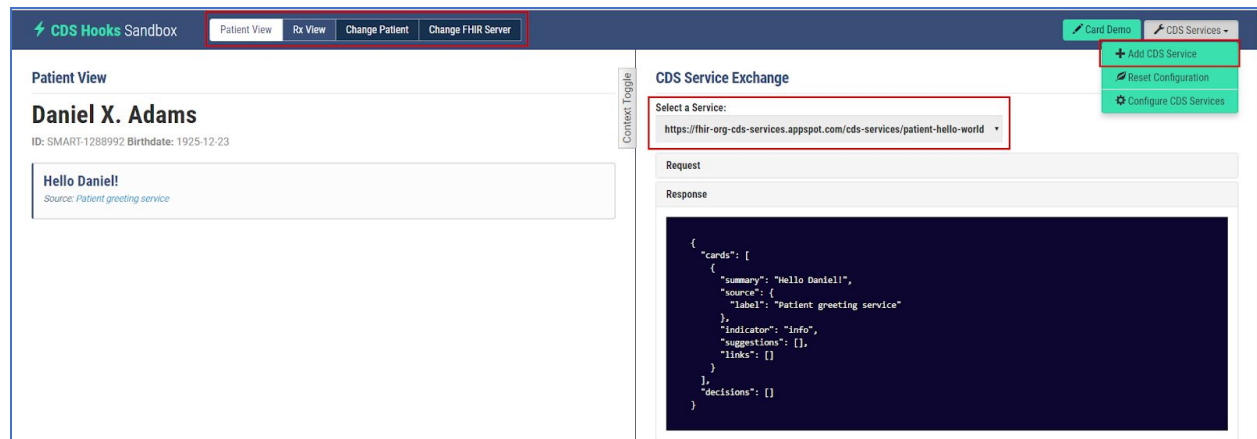 CDS Hooks Sandbox
Patient View Rx View Change Patient Change FHIR Server
Card Demo CDS Services
Add CDS Service
Reset Configuration
Configure CDS Services
Patient View
Daniel X. Adams
ID: SMART-1288992 Birthdate: 1925-12-23
Hello Daniel!
Source: Patient greeting service
Context Toggle
CDS Service Exchange
Select a Service:
https://fhir-org-cds-services.appspot.com/cds-services/patient-hello-world
Request
Response
{
"cards": [
{
"summary": "Hello Daniel!",
"source": {
"label": "Patient greeting service"
},
"indicator": "info",
"suggestions": [],
"links": []
}
],
"decisions": []
}